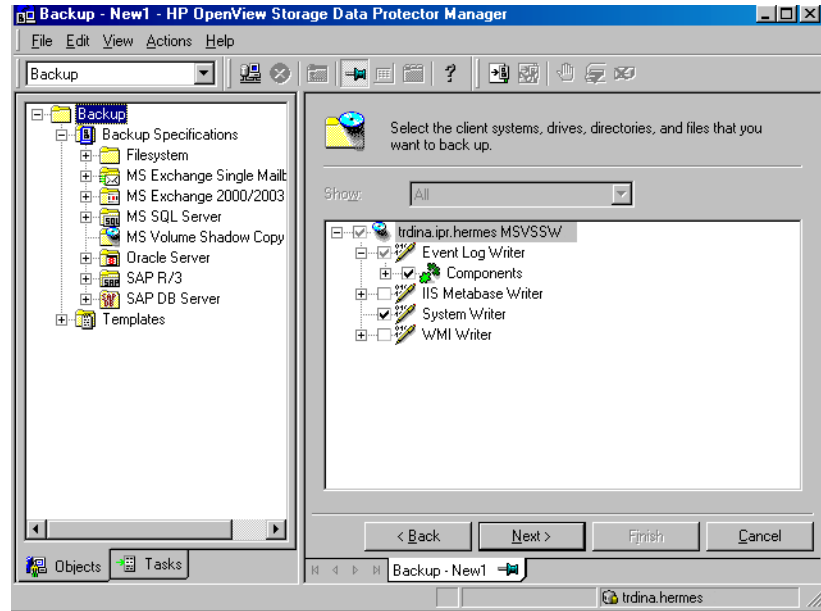 Backup - New1 - HP OpenView Storage Data Protector Manager
File Edit View Actions Help
Backup
Backup
Backup Specifications
Filesystem
MS Exchange Single Mailb
MS Exchange 2000/2003
MS SQL Server
MS Volume Shadow Copy
Oracle Server
SAP R/3
SAP DB Server
Templates
Objects
Tasks
Select the client systems, drives, directories, and files that you
want to back up.
Show:
All
trdina.ipr.hermes MSVSSW
Event Log Writer
Components
IIS Metabase Writer
System Writer
WMI Writer
< Back
Next >
Finish
Cancel
Backup - New1
trdina.hermes